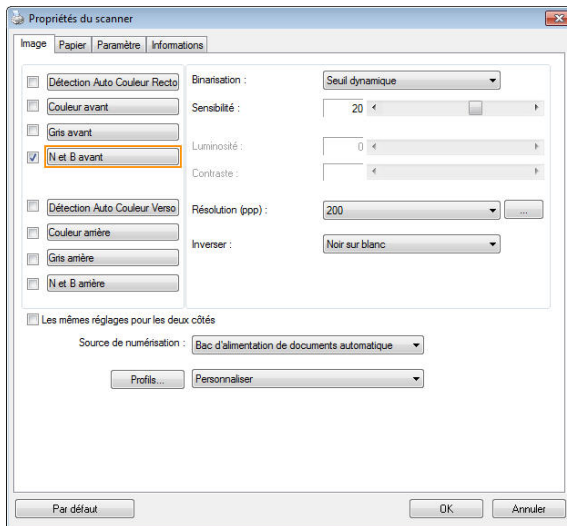 Propriétés du scanner
Image Papier Paramètre Informations
Détection Auto Couleur Recto
Couleur avant
Gris avant
N et B avant
Détection Auto Couleur Verso
Couleur arrière
Gris arrière
N et B arrière
Binarisation : Seuil dynamique
Sensibilité : 20
Luminosité : 0
Contraste :
Résolution (ppp) : 200 ...
Inverser : Noir sur blanc
Les mêmes réglages pour les deux côtés
Source de numérisation : Bac d'alimentation de documents automatique
Profils... Personnaliser
Par défaut OK Annuler